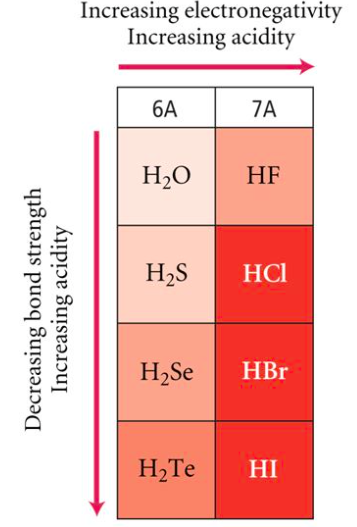 Increasing electronegativity
Increasing acidity
6A 7A
H₂O HF
H₂S HCl
H₂Se HBr
H₂Te HI
Decreasing bond strength
Increasing acidity